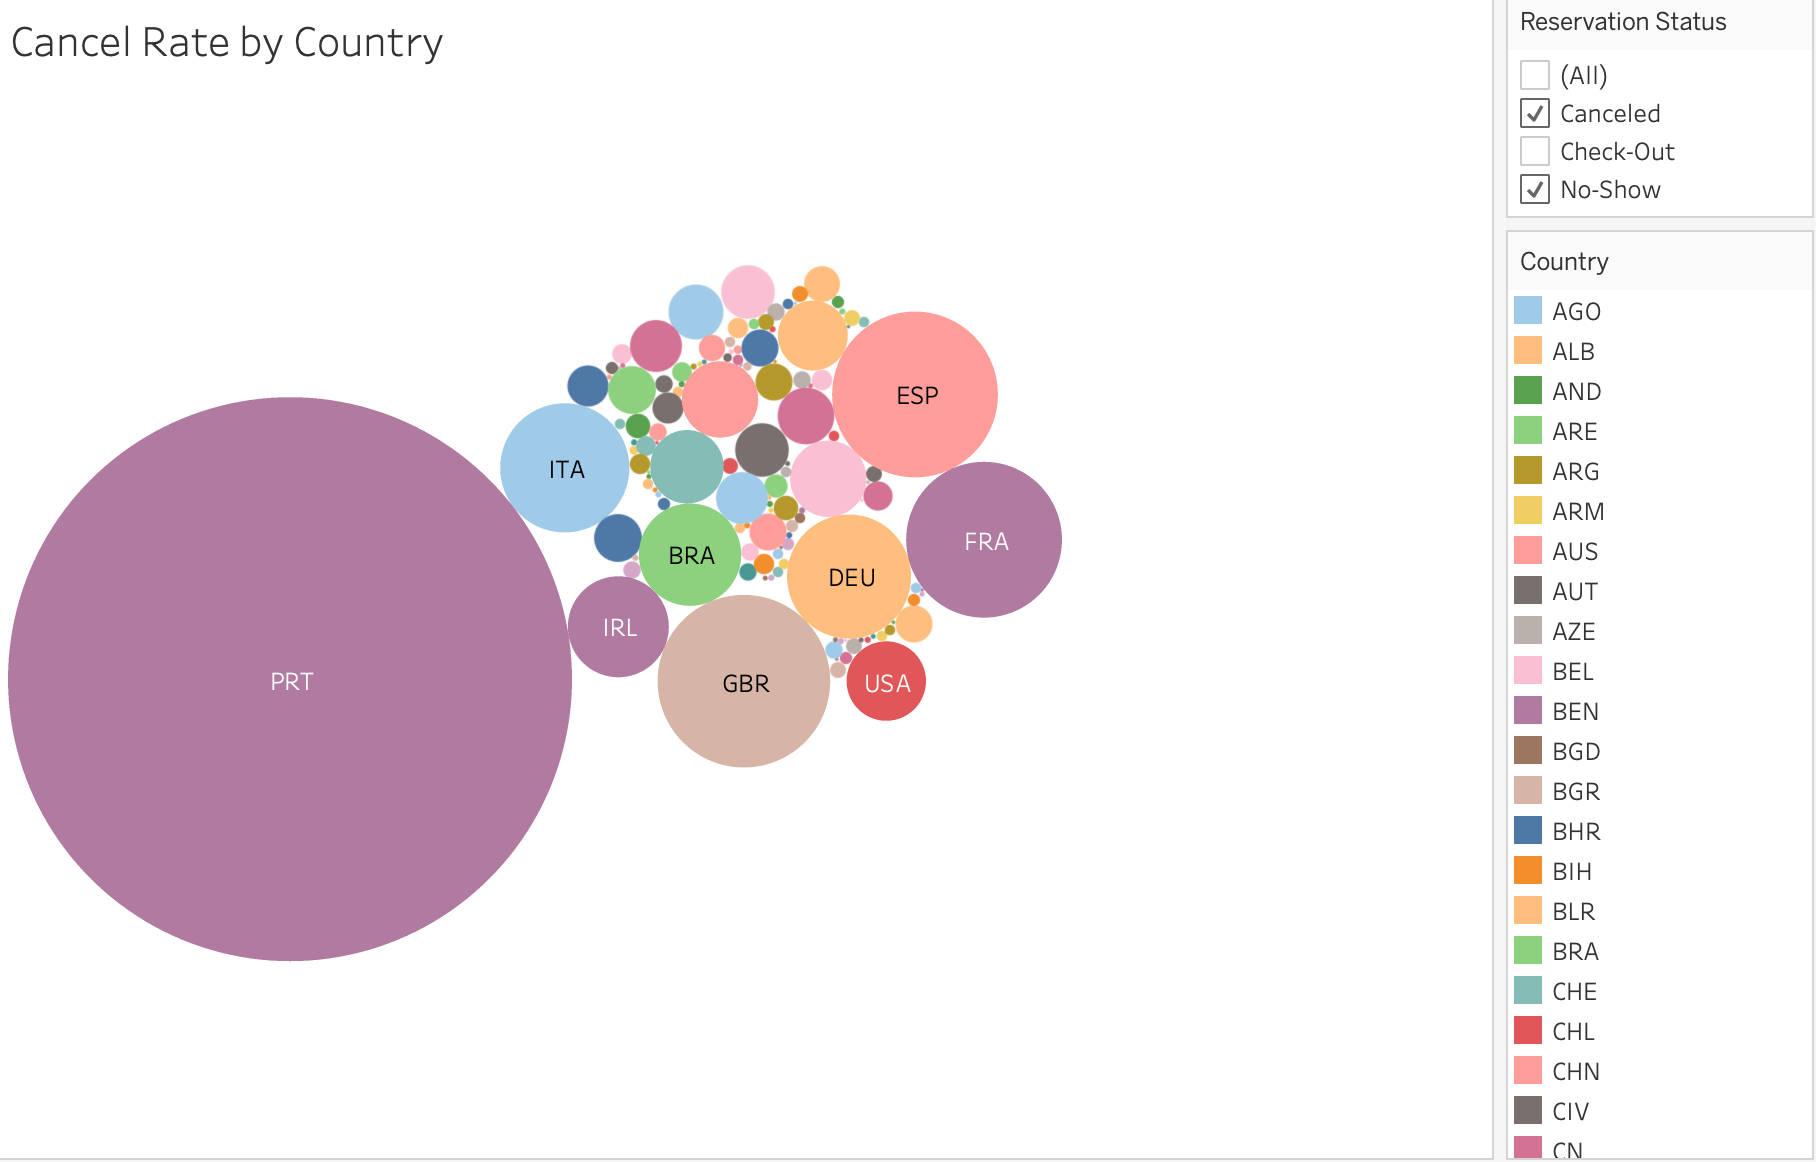 Cancel Rate by Country
PRT
ITA
IRL
BRA
GBR
DEU
USA
ESP
FRA
Reservation Status
(All)
Canceled
Check-Out
No-Show
Country
AGO
ALB
AND
ARE
ARG
ARM
AUS
AUT
AZE
BEL
BEN
BGD
BGR
BHR
BIH
BLR
BRA
CHE
CHL
CHN
CIV
CN